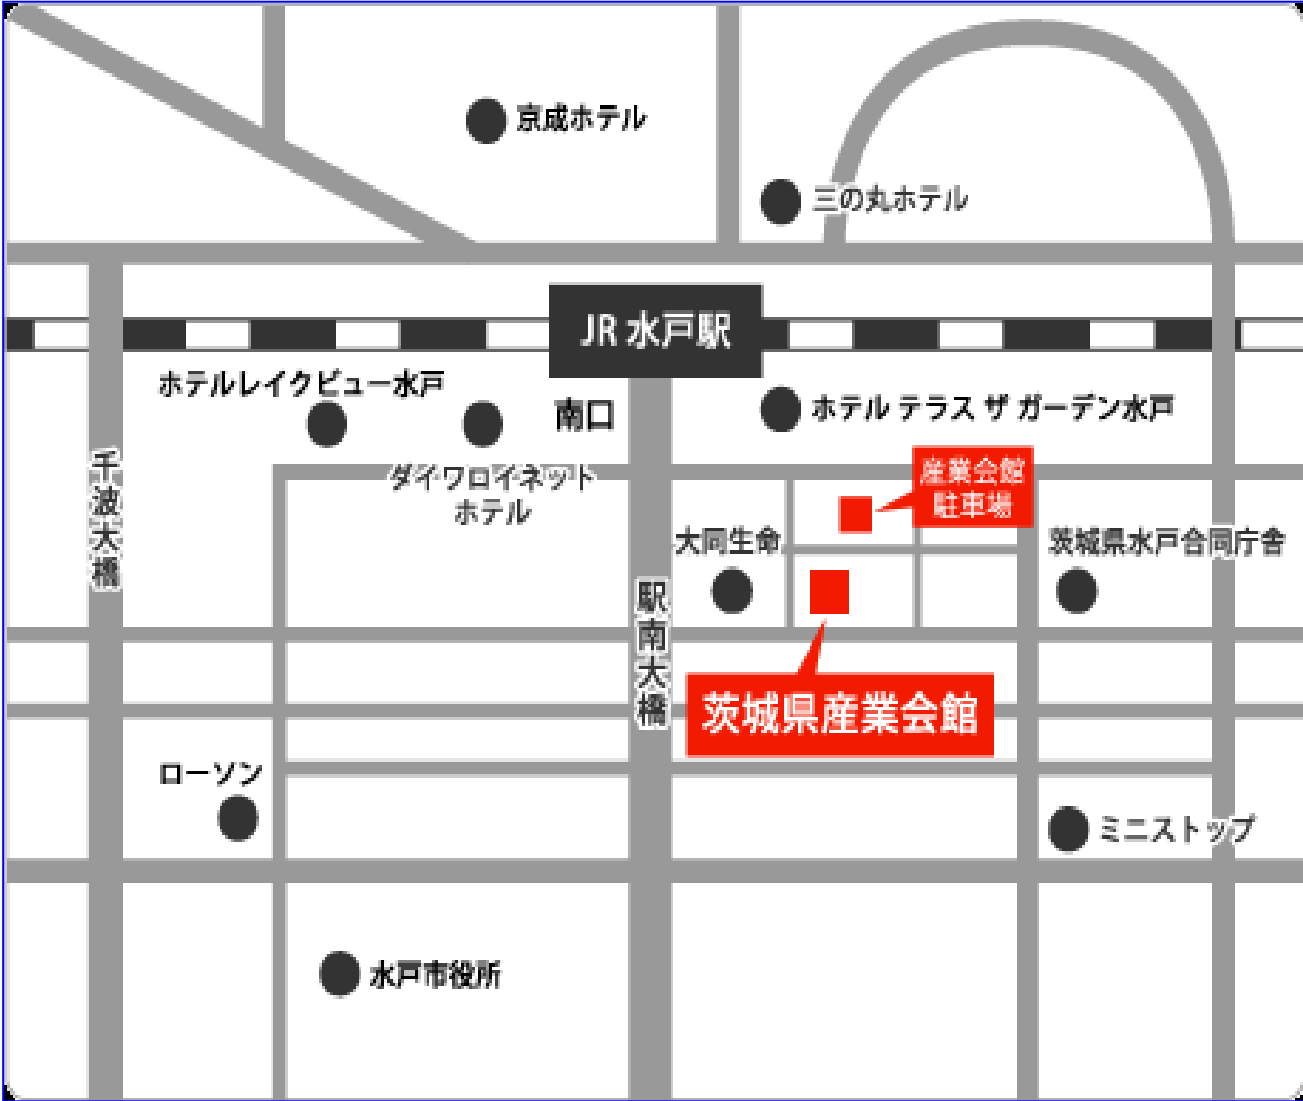 京成ホテル
三の丸ホテル
JR 水戸駅
ホテルレイクビュー水戸
南口
ホテル テラス ザ ガーデン水戸
ダイワロイネット
ホテル
産業会館
駐車場
千波大橋
大同生命
茨城県水戸合同庁舎
駅南大橋
茨城県産業会館
ローソン
ミニストップ
水戸市役所